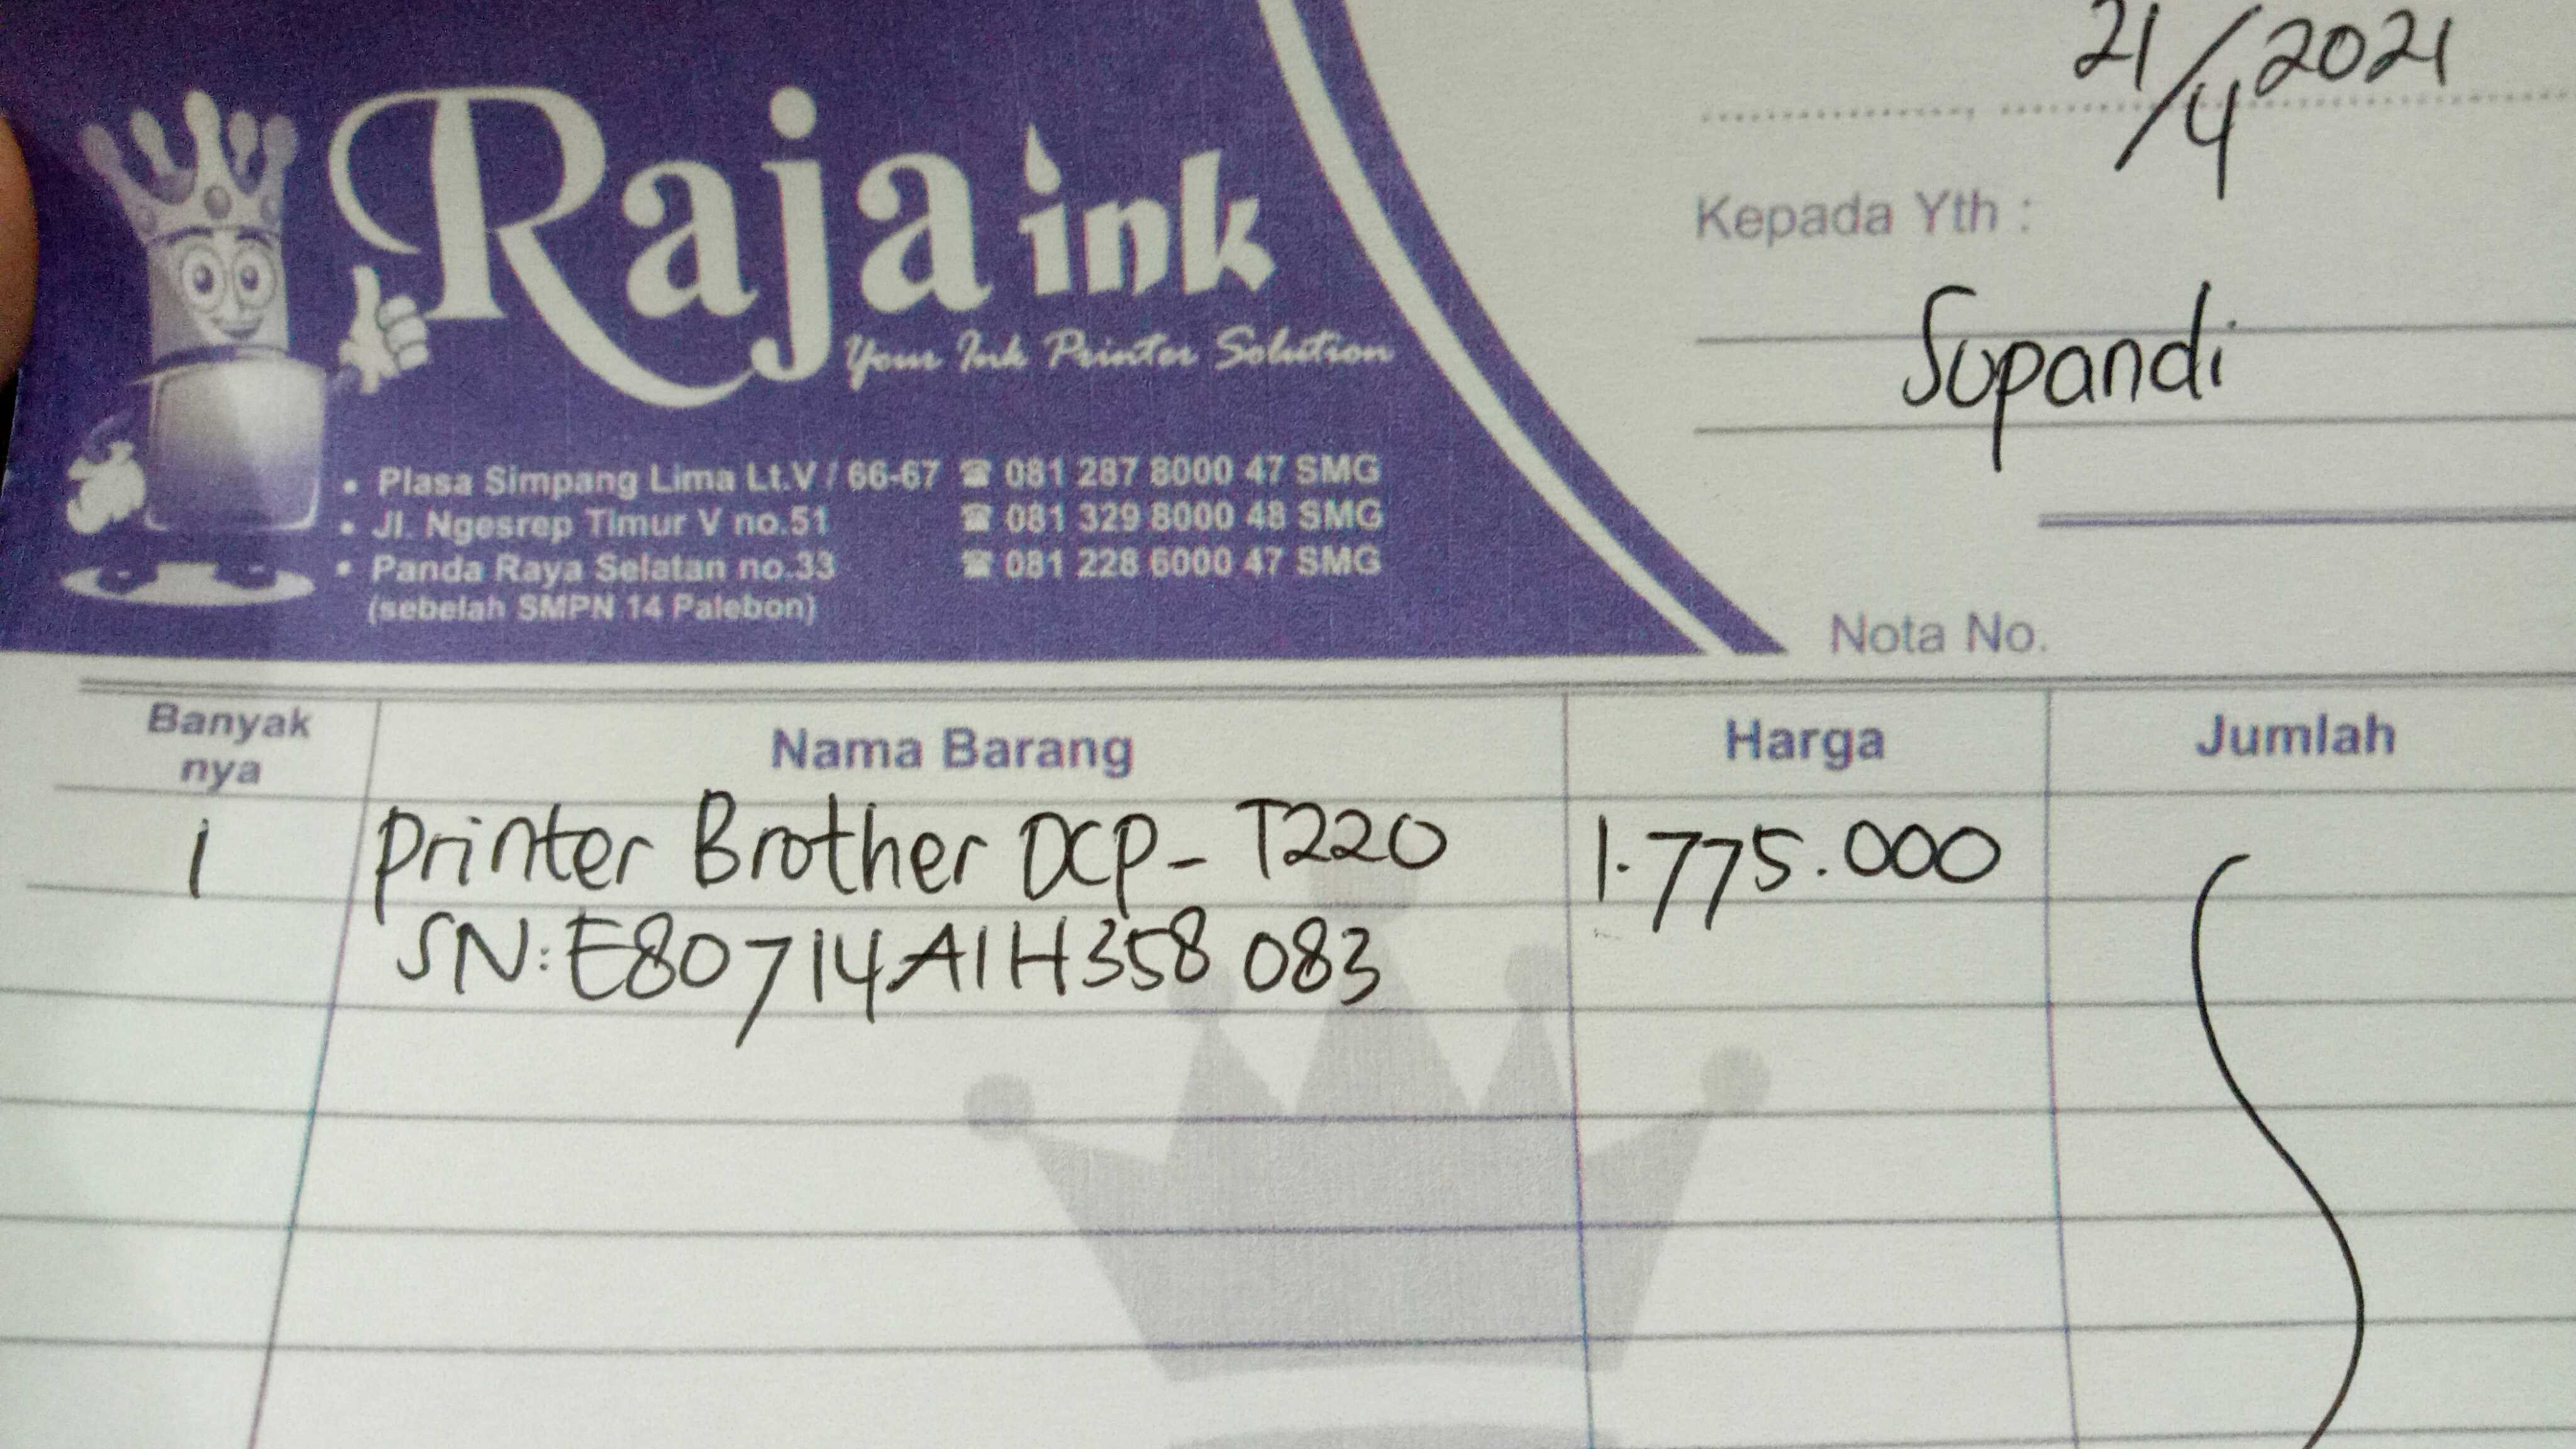 Raja ink
Your Ink Printer Solution
• Plasa Simpang Lima Lt.V / 66-67 ☎ 081 287 8000 47 SMG
• Jl. Ngesrep Timur V no.51 ☎ 081 329 8000 48 SMG
• Panda Raya Selatan no.33 ☎ 081 228 6000 47 SMG
(sebelah SMPN 14 Palebon)
21/4 2021
Kepada Yth :
Supandi
Nota No.
Banyak nya Nama Barang Harga Jumlah
1 Printer Brother DCP-T220 1.775.000
SN: E80714A1H358 083